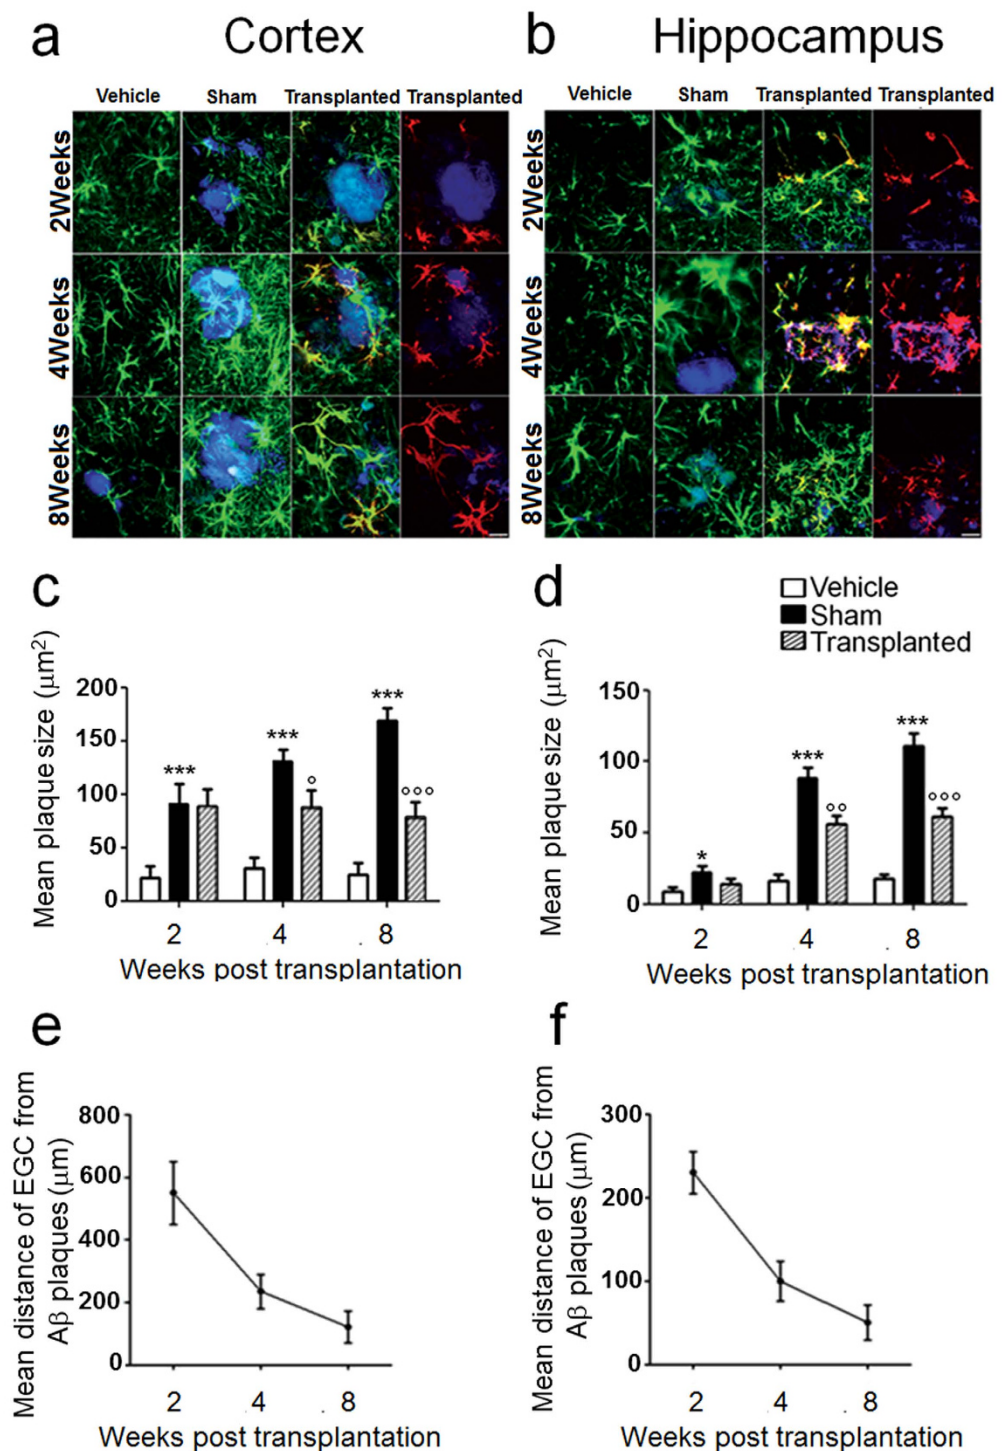 a Cortex b Hippocampus
Vehicle Sham Transplanted Transplanted Vehicle Sham Transplanted Transplanted
2Weeks
4Weeks
8Weeks
2Weeks
4Weeks
8Weeks
c
Mean plaque size (μm²)
200
150
100
50
0
***
***
°
***
°°°
2 4 8
Weeks post transplantation
d
Vehicle
Sham
Transplanted
Mean plaque size (μm²)
150
100
50
0
*
***
°°
***
°°°
2 4 8
Weeks post transplantation
e
Mean distance of EGC from
Aβ plaques (μm)
800
600
400
200
0
2 4 8
Weeks post transplantation
f
Mean distance of EGC from
Aβ plaques (μm)
300
200
100
0
2 4 8
Weeks post transplantation